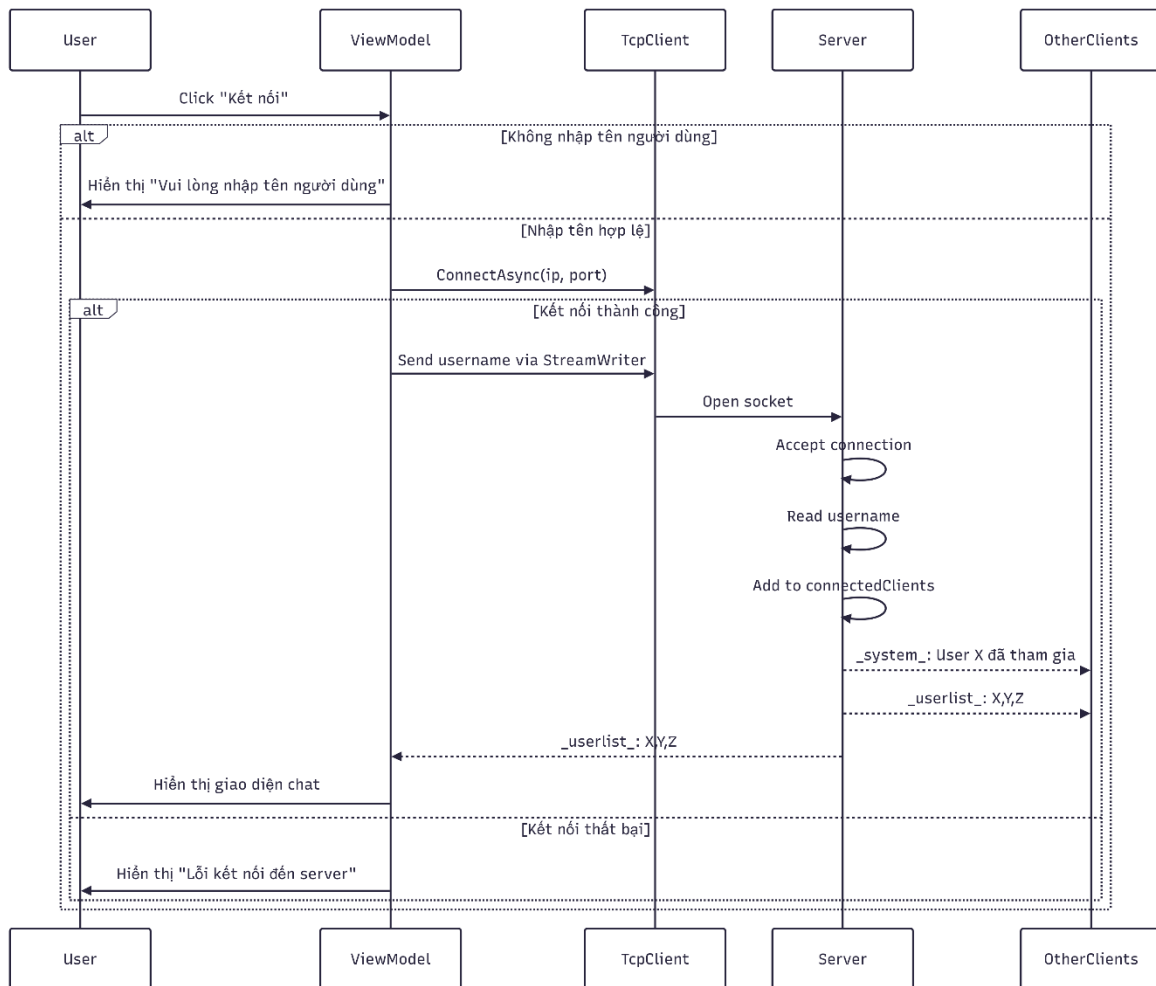 User
ViewModel
TcpClient
Server
OtherClients
Click "Kết nối"
alt
[Không nhập tên người dùng]
Hiển thị "Vui lòng nhập tên người dùng"
[Nhập tên hợp lệ]
ConnectAsync(ip, port)
alt
[Kết nối thành công]
Send username via StreamWriter
Open socket
Accept connection
Read username
Add to connectedClients
_system_: User X đã tham gia
_userlist_: X,Y,Z
_userlist_: X,Y,Z
Hiển thị giao diện chat
[Kết nối thất bại]
Hiển thị "Lỗi kết nối đến server"
User
ViewModel
TcpClient
Server
OtherClients